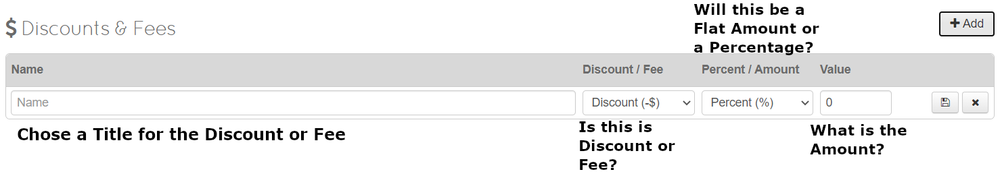 Will this be a
Flat Amount or
a Percentage?
$ Discounts & Fees
+ Add
Name Discount / Fee Percent / Amount Value
Name Discount (-$) Percent (%) 0
Chose a Title for the Discount or Fee
Is this is
Discount or
Fee?
What is the
Amount?